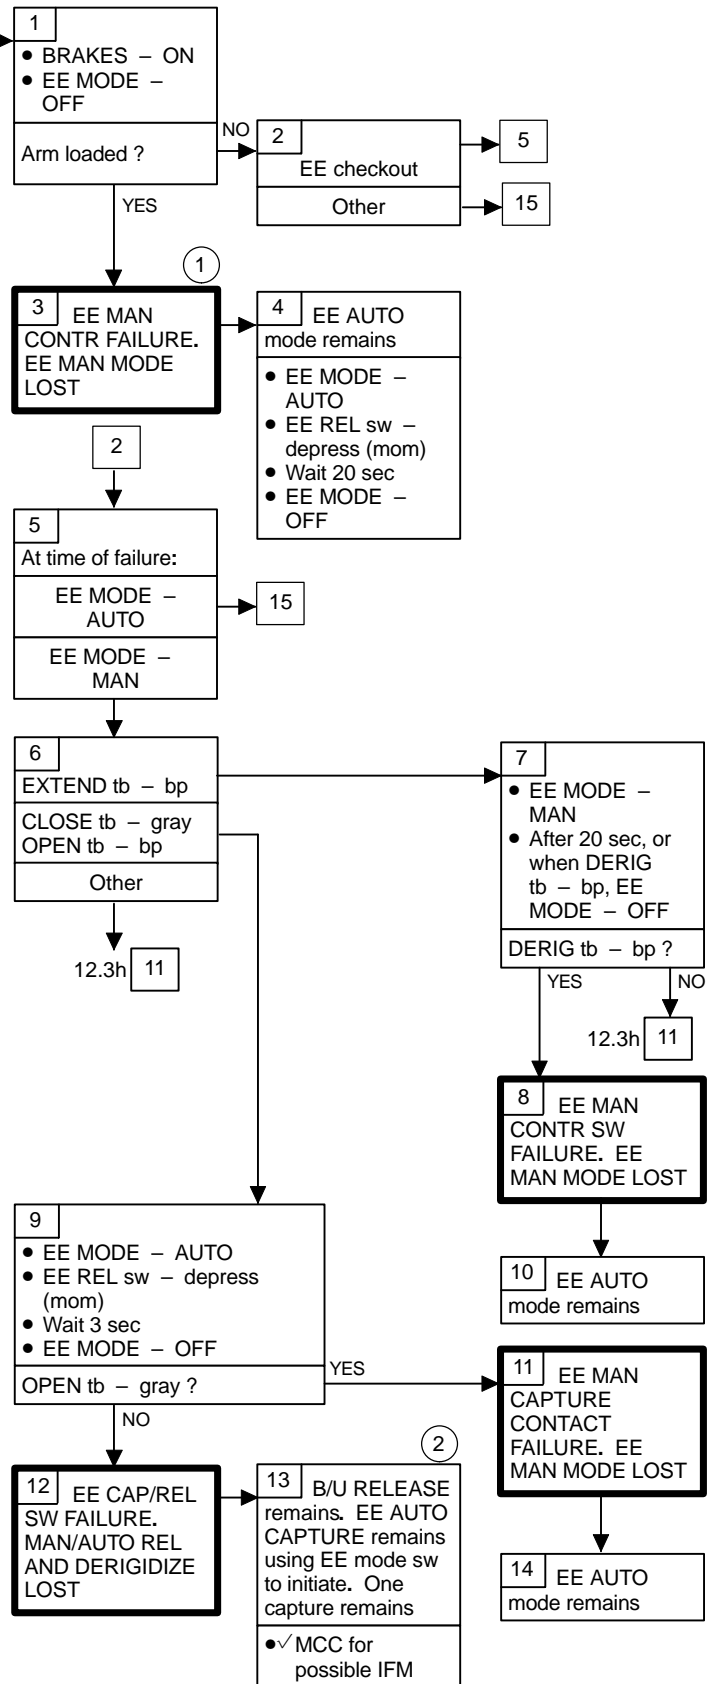 1
● BRAKES – ON
● EE MODE –
OFF
Arm loaded ?
NO
YES
2
EE checkout
Other
5
15
1
3 EE MAN
CONTR FAILURE.
EE MAN MODE
LOST
4 EE AUTO
mode remains
● EE MODE –
AUTO
● EE REL sw –
depress (mom)
● Wait 20 sec
● EE MODE –
OFF
2
5
At time of failure:
EE MODE –
AUTO
EE MODE –
MAN
15
6
EXTEND tb – bp
CLOSE tb – gray
OPEN tb – bp
Other
12.3h 11
7
● EE MODE –
MAN
● After 20 sec, or
when DERIG
tb – bp, EE
MODE – OFF
DERIG tb – bp ?
YES
NO
12.3h 11
8 EE MAN
CONTR SW
FAILURE. EE
MAN MODE LOST
10 EE AUTO
mode remains
9
● EE MODE – AUTO
● EE REL sw – depress
(mom)
● Wait 3 sec
● EE MODE – OFF
OPEN tb – gray ?
YES
NO
11 EE MAN
CAPTURE
CONTACT
FAILURE. EE
MAN MODE LOST
14 EE AUTO
mode remains
12 EE CAP/REL
SW FAILURE.
MAN/AUTO REL
AND DERIGIDIZE
LOST
2
13 B/U RELEASE
remains. EE AUTO
CAPTURE remains
using EE mode sw
to initiate. One
capture remains
●√ MCC for
possible IFM